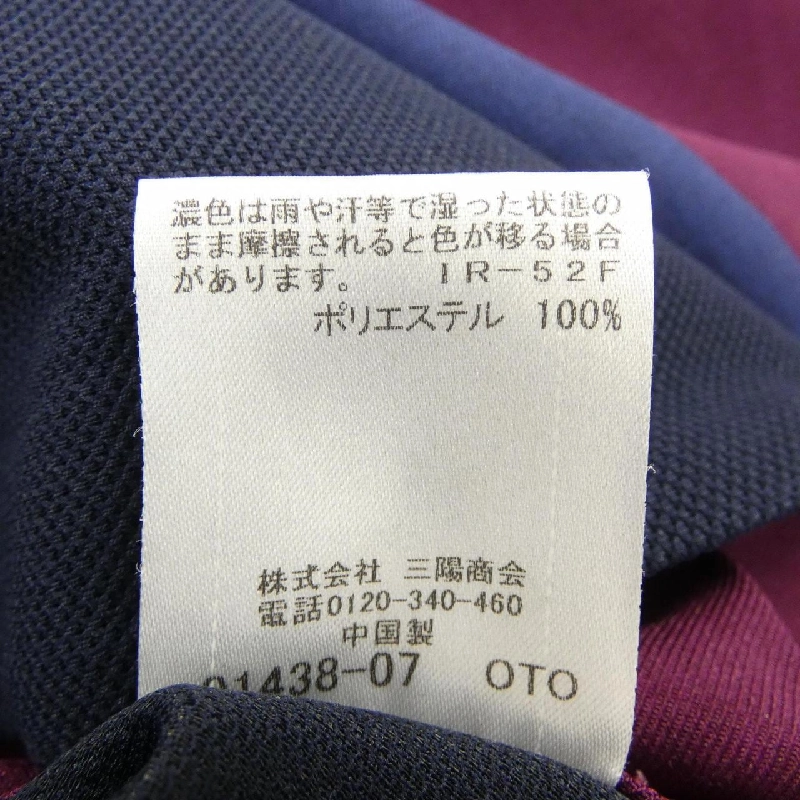 濃色は雨や汗等で湿った状態の
まま摩擦されると色が移る場合
があります。 IR-52F
ポリエステル 100%
株式会社 三陽商会
電話0120-340-460
中国製
01438-07 OTO